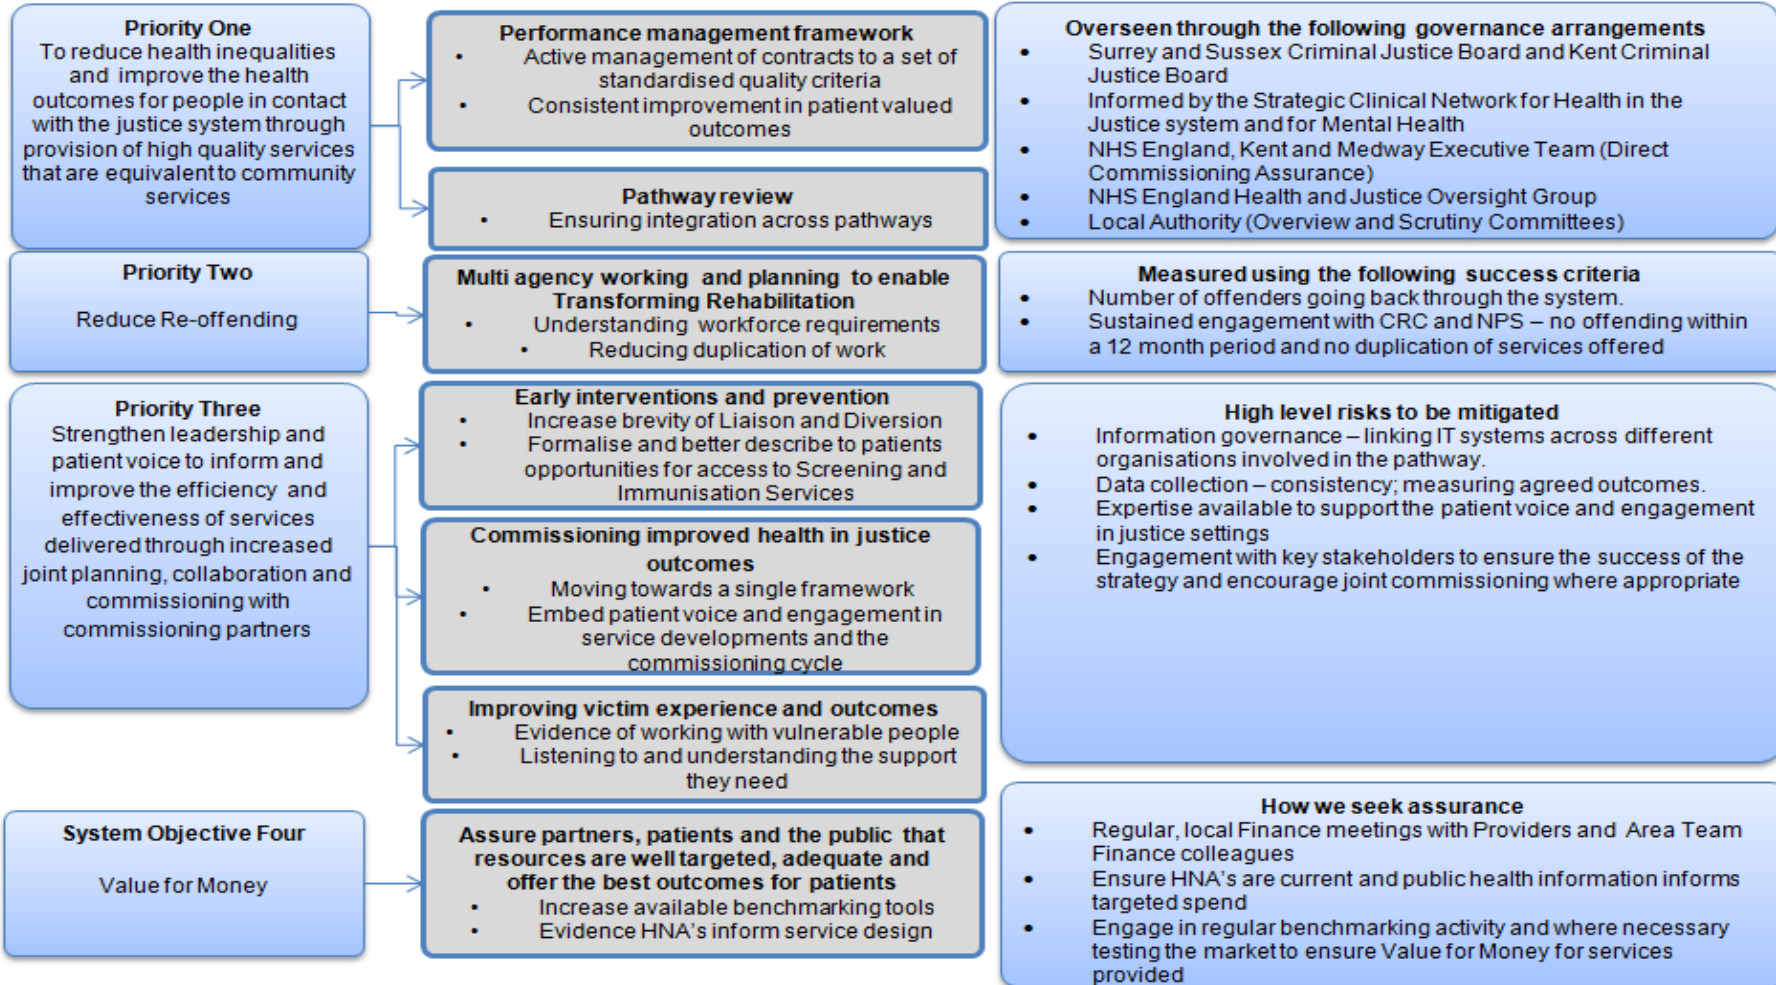 Priority One
To reduce health inequalities
and improve the health
outcomes for people in contact
with the justice system through
provision of high quality services
that are equivalent to community
services
Performance management framework
• Active management of contracts to a set of
standardised quality criteria
• Consistent improvement in patient valued
outcomes
Pathway review
• Ensuring integration across pathways
Overseen through the following governance arrangements
• Surrey and Sussex Criminal Justice Board and Kent Criminal
Justice Board
• Informed by the Strategic Clinical Network for Health in the
Justice system and for Mental Health
• NHS England, Kent and Medway Executive Team (Direct
Commissioning Assurance)
• NHS England Health and Justice Oversight Group
• Local Authority (Overview and Scrutiny Committees)
Priority Two
Reduce Re-offending
Multi agency working and planning to enable
Transforming Rehabilitation
• Understanding workforce requirements
• Reducing duplication of work
Measured using the following success criteria
• Number of offenders going back through the system.
• Sustained engagement with CRC and NPS – no offending within
a 12 month period and no duplication of services offered
Priority Three
Strengthen leadership and
patient voice to inform and
improve the efficiency and
effectiveness of services
delivered through increased
joint planning, collaboration and
commissioning with
commissioning partners
Early interventions and prevention
• Increase brevity of Liaison and Diversion
• Formalise and better describe to patients
opportunities for access to Screening and
Immunisation Services
Commissioning improved health in justice
outcomes
• Moving towards a single framework
• Embed patient voice and engagement in
service developments and the
commissioning cycle
Improving victim experience and outcomes
• Evidence of working with vulnerable people
• Listening to and understanding the support
they need
High level risks to be mitigated
• Information governance – linking IT systems across different
organisations involved in the pathway.
• Data collection – consistency; measuring agreed outcomes.
• Expertise available to support the patient voice and engagement
in justice settings
• Engagement with key stakeholders to ensure the success of the
strategy and encourage joint commissioning where appropriate
System Objective Four
Value for Money
Assure partners, patients and the public that
resources are well targeted, adequate and
offer the best outcomes for patients
• Increase available benchmarking tools
• Evidence HNA's inform service design
How we seek assurance
• Regular, local Finance meetings with Providers and Area Team
Finance colleagues
• Ensure HNA's are current and public health information informs
targeted spend
• Engage in regular benchmarking activity and where necessary
testing the market to ensure Value for Money for services
provided